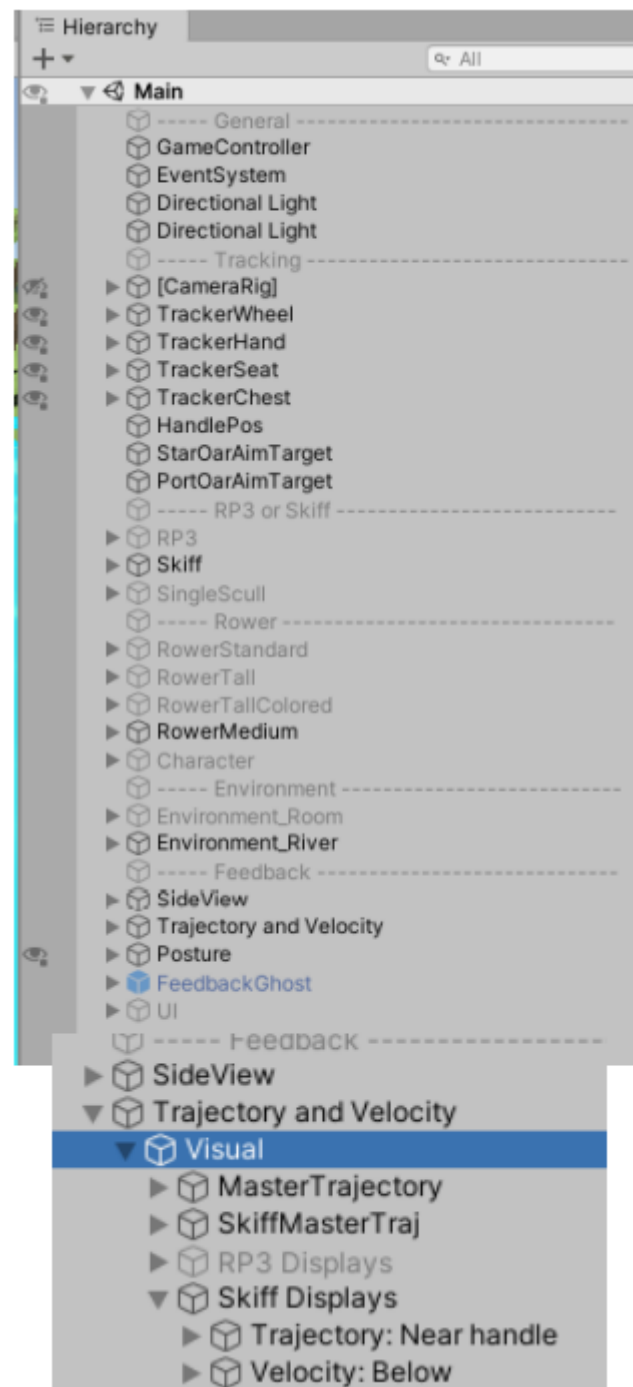 Hierarchy
All
Main
----- General ------------------------------
GameController
EventSystem
Directional Light
Directional Light
----- Tracking -----------------------------
[CameraRig]
TrackerWheel
TrackerHand
TrackerSeat
TrackerChest
HandlePos
StarOarAimTarget
PortOarAimTarget
----- RP3 or Skiff -------------------------
RP3
Skiff
SingleScull
----- Rower ------------------------------
RowerStandard
RowerTall
RowerTallColored
RowerMedium
Character
----- Environment -------------------------
Environment_Room
Environment_River
----- Feedback ---------------------------
SideView
Trajectory and Velocity
Posture
FeedbackGhost
UI
----- Feedback -----------------
SideView
Trajectory and Velocity
Visual
MasterTrajectory
SkiffMasterTraj
RP3 Displays
Skiff Displays
Trajectory: Near handle
Velocity: Below